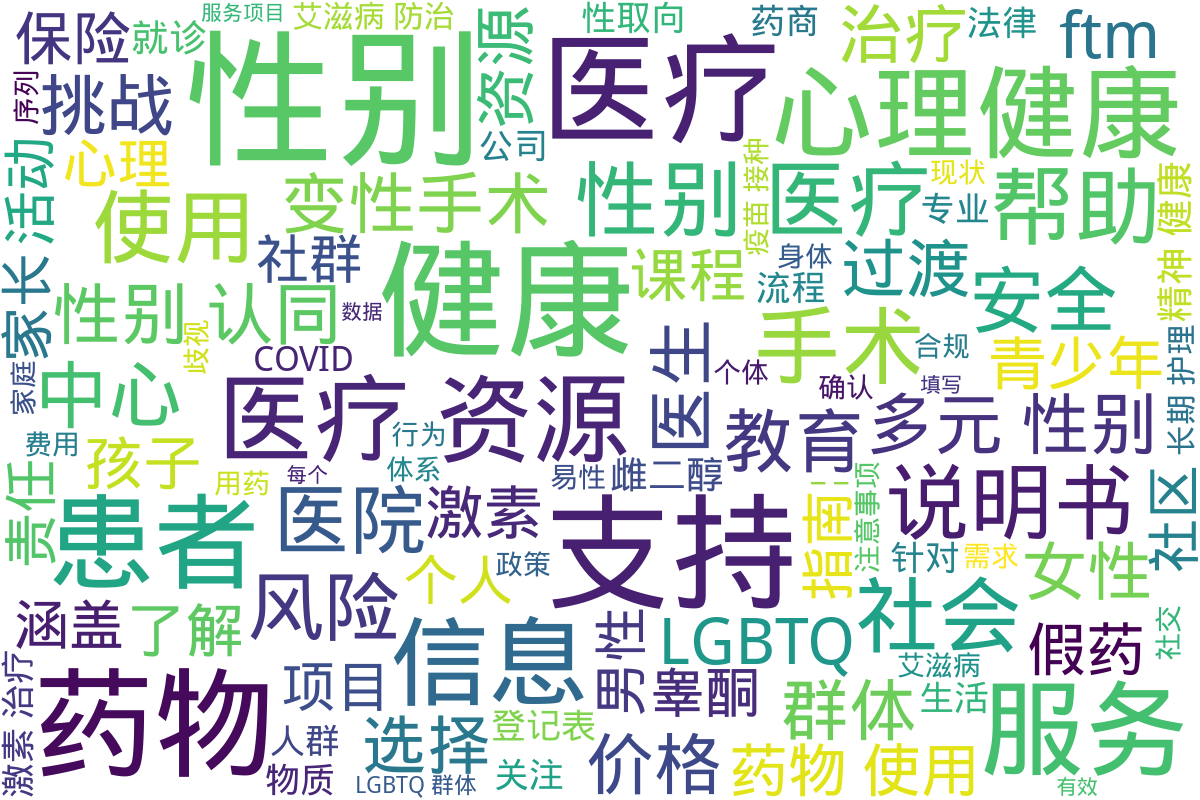 服务项目
艾滋病 防治
性取向
药商
法律
ftm
保险
就诊
性别
资源
医疗
治疗
心理健康
序列
挑战
公司
家长 活动
心理
使用
变性手术
性别 医疗
疫苗 接种
现状
帮助
精神 健康
专业
社群
健康
课程
身体
流程
过渡
安全
性别 认同
数据
歧视
COVID
手术
合规
青少年
长期 护理
家庭
中心
医疗 资源
医生
个体
确认
填写
教育
多元 性别
费用
孩子
用药
每个
行为
体系
易性
雌二醇
注意事项
说明书
社区
责任
患者
医院
激素
支持
指南
针对
需求
女性
政策
个人
风险
涵盖
了解
信息
男性
LGBTQ
社会
假药
社交
激素 治疗
药物
项目
睾酮
群体
艾滋病
生活
服务
人群
物质
选择
登记表
关注
LGBTQ 群体
价格
药物 使用
有效